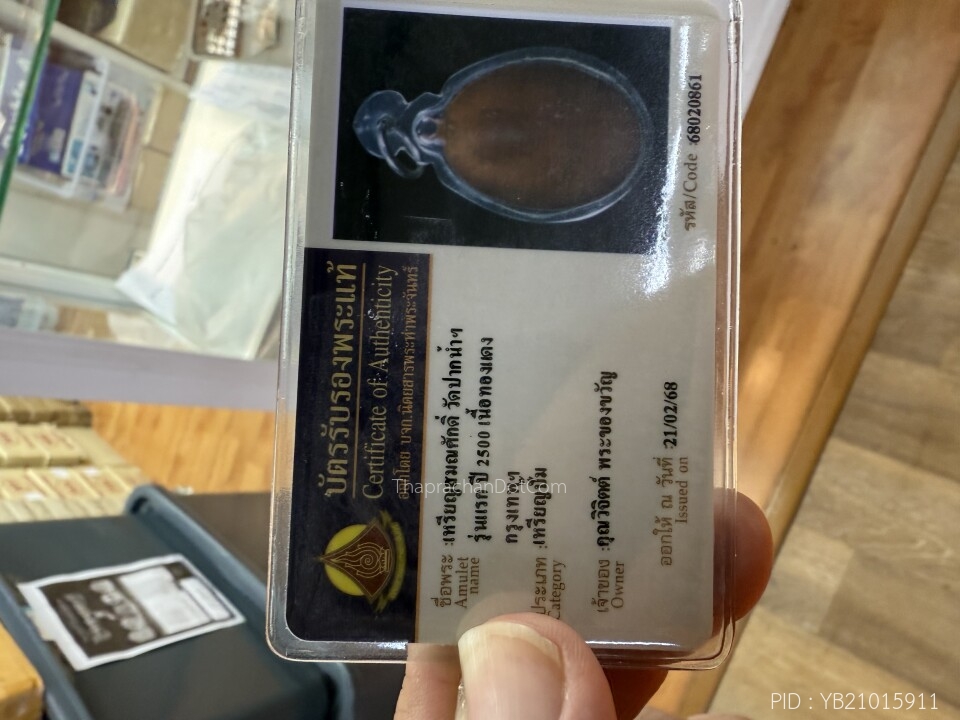 บัตรรับรองพระแท้
Certificate of Authenticity
ออกโดย บจก.นิตยสารพระท่าพระจันทร์
ชื่อพระ :เหรียญหมณศักดิ์ วัดปากน้ำฯ
Amulet name
รุ่นแรก ปี 2500 เนื้อทองแดง
กรุงเทพฯ
ประเภท :เหรียญปั๊ม
Category
เจ้าของ :คุณวิจิตต์ พระของขวัญ
Owner
ออกให้ ณ วันที่ :21/02/68
Issued on
รหัส/Code :68020861
ThaprachanDotCom
PID : YB21015911